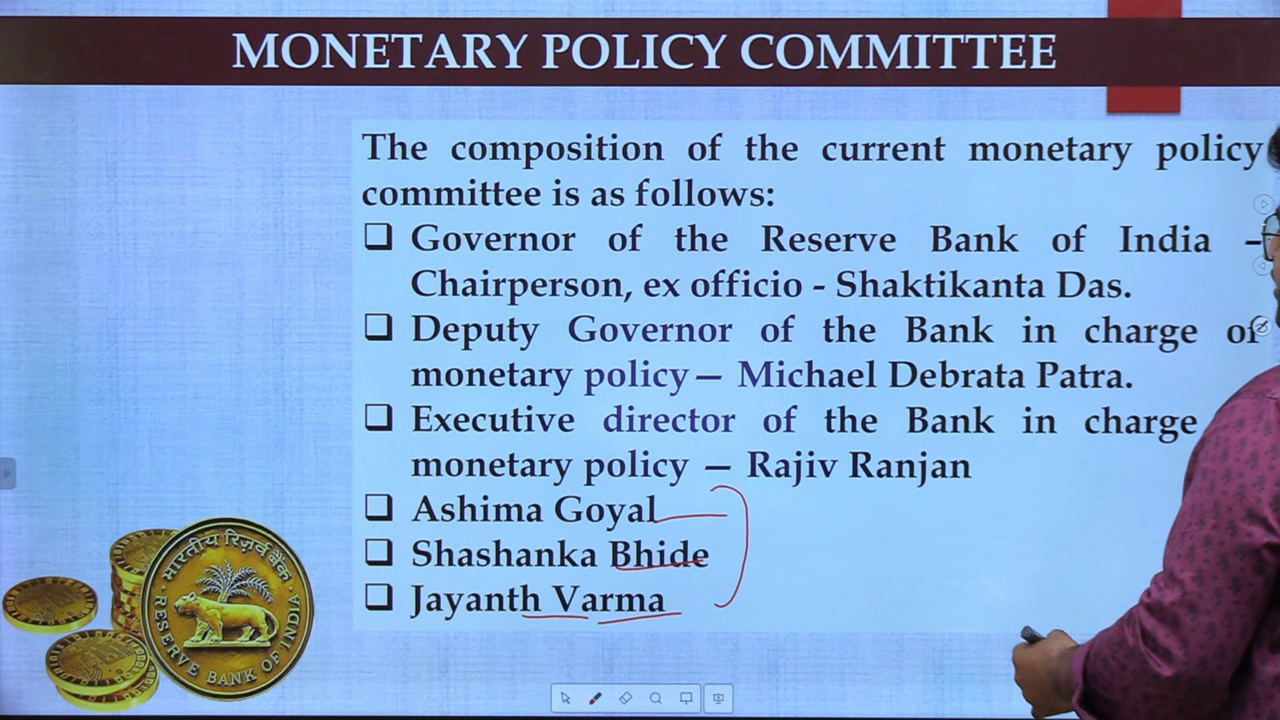 MONETARY POLICY COMMITTEE
The composition of the current monetary policy
committee is as follows:
Governor of the Reserve Bank of India –
Chairperson, ex officio - Shaktikanta Das.
Deputy Governor of the Bank in charge of
monetary policy— Michael Debrata Patra.
Executive director of the Bank in charge
monetary policy — Rajiv Ranjan
Ashima Goyal
Shashanka Bhide
Jayanth Varma
भारतीय रिज़र्व बैंक
RESERVE BANK OF INDIA